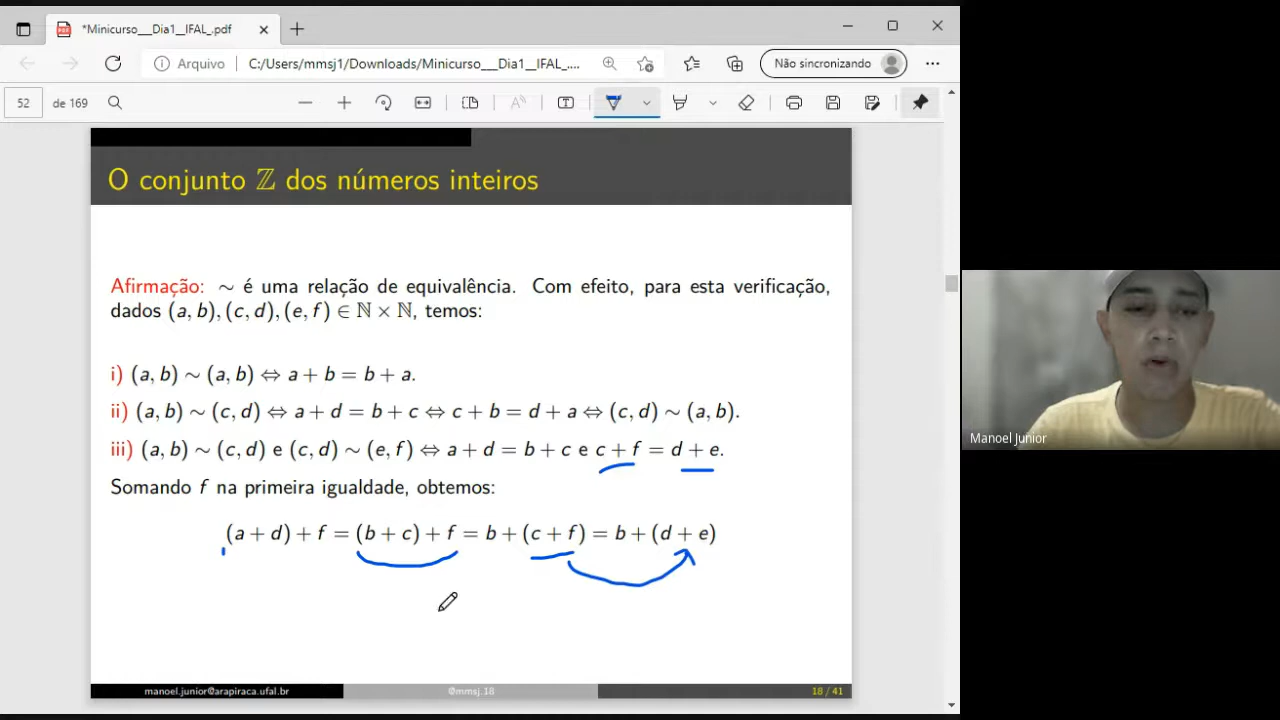 *Minicurso___Dia1__IFAL_.pdf
Arquivo
C:/Users/mmsj1/Downloads/Minicurso___Dia1__IFAL_....
Não sincronizando
52
de 169
O conjunto ℤ dos números inteiros
Afirmação: ∼ é uma relação de equivalência. Com efeito, para esta verificação,
dados (a, b), (c, d), (e, f) ∈ ℕ × ℕ, temos:
i) (a, b) ∼ (a, b) ⇔ a + b = b + a.
ii) (a, b) ∼ (c, d) ⇔ a + d = b + c ⇔ c + b = d + a ⇔ (c, d) ∼ (a, b).
iii) (a, b) ∼ (c, d) e (c, d) ∼ (e, f) ⇔ a + d = b + c e c + f = d + e.
Somando f na primeira igualdade, obtemos:
(a + d) + f = (b + c) + f = b + (c + f) = b + (d + e)
manoel.junior@arapiraca.ufal.br
@mmsj.18
18 / 41
Manoel Junior